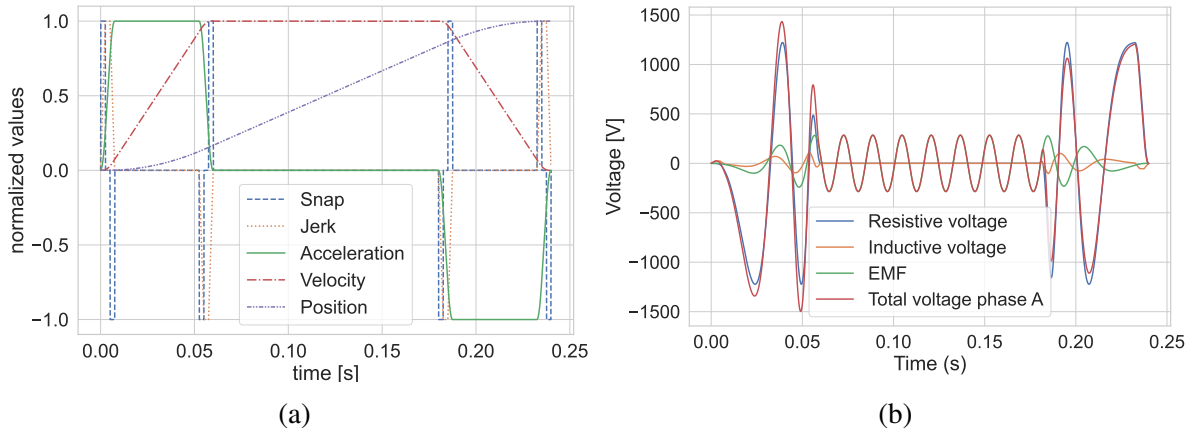 normalized values
1.0
0.5
0.0
−0.5
−1.0
Snap
Jerk
Acceleration
Velocity
Position
0.00 0.05 0.10 0.15 0.20 0.25
time [s]
(a)
Voltage [V]
1500
1000
500
0
−500
−1000
−1500
Resistive voltage
Inductive voltage
EMF
Total voltage phase A
0.00 0.05 0.10 0.15 0.20 0.25
Time (s)
(b)